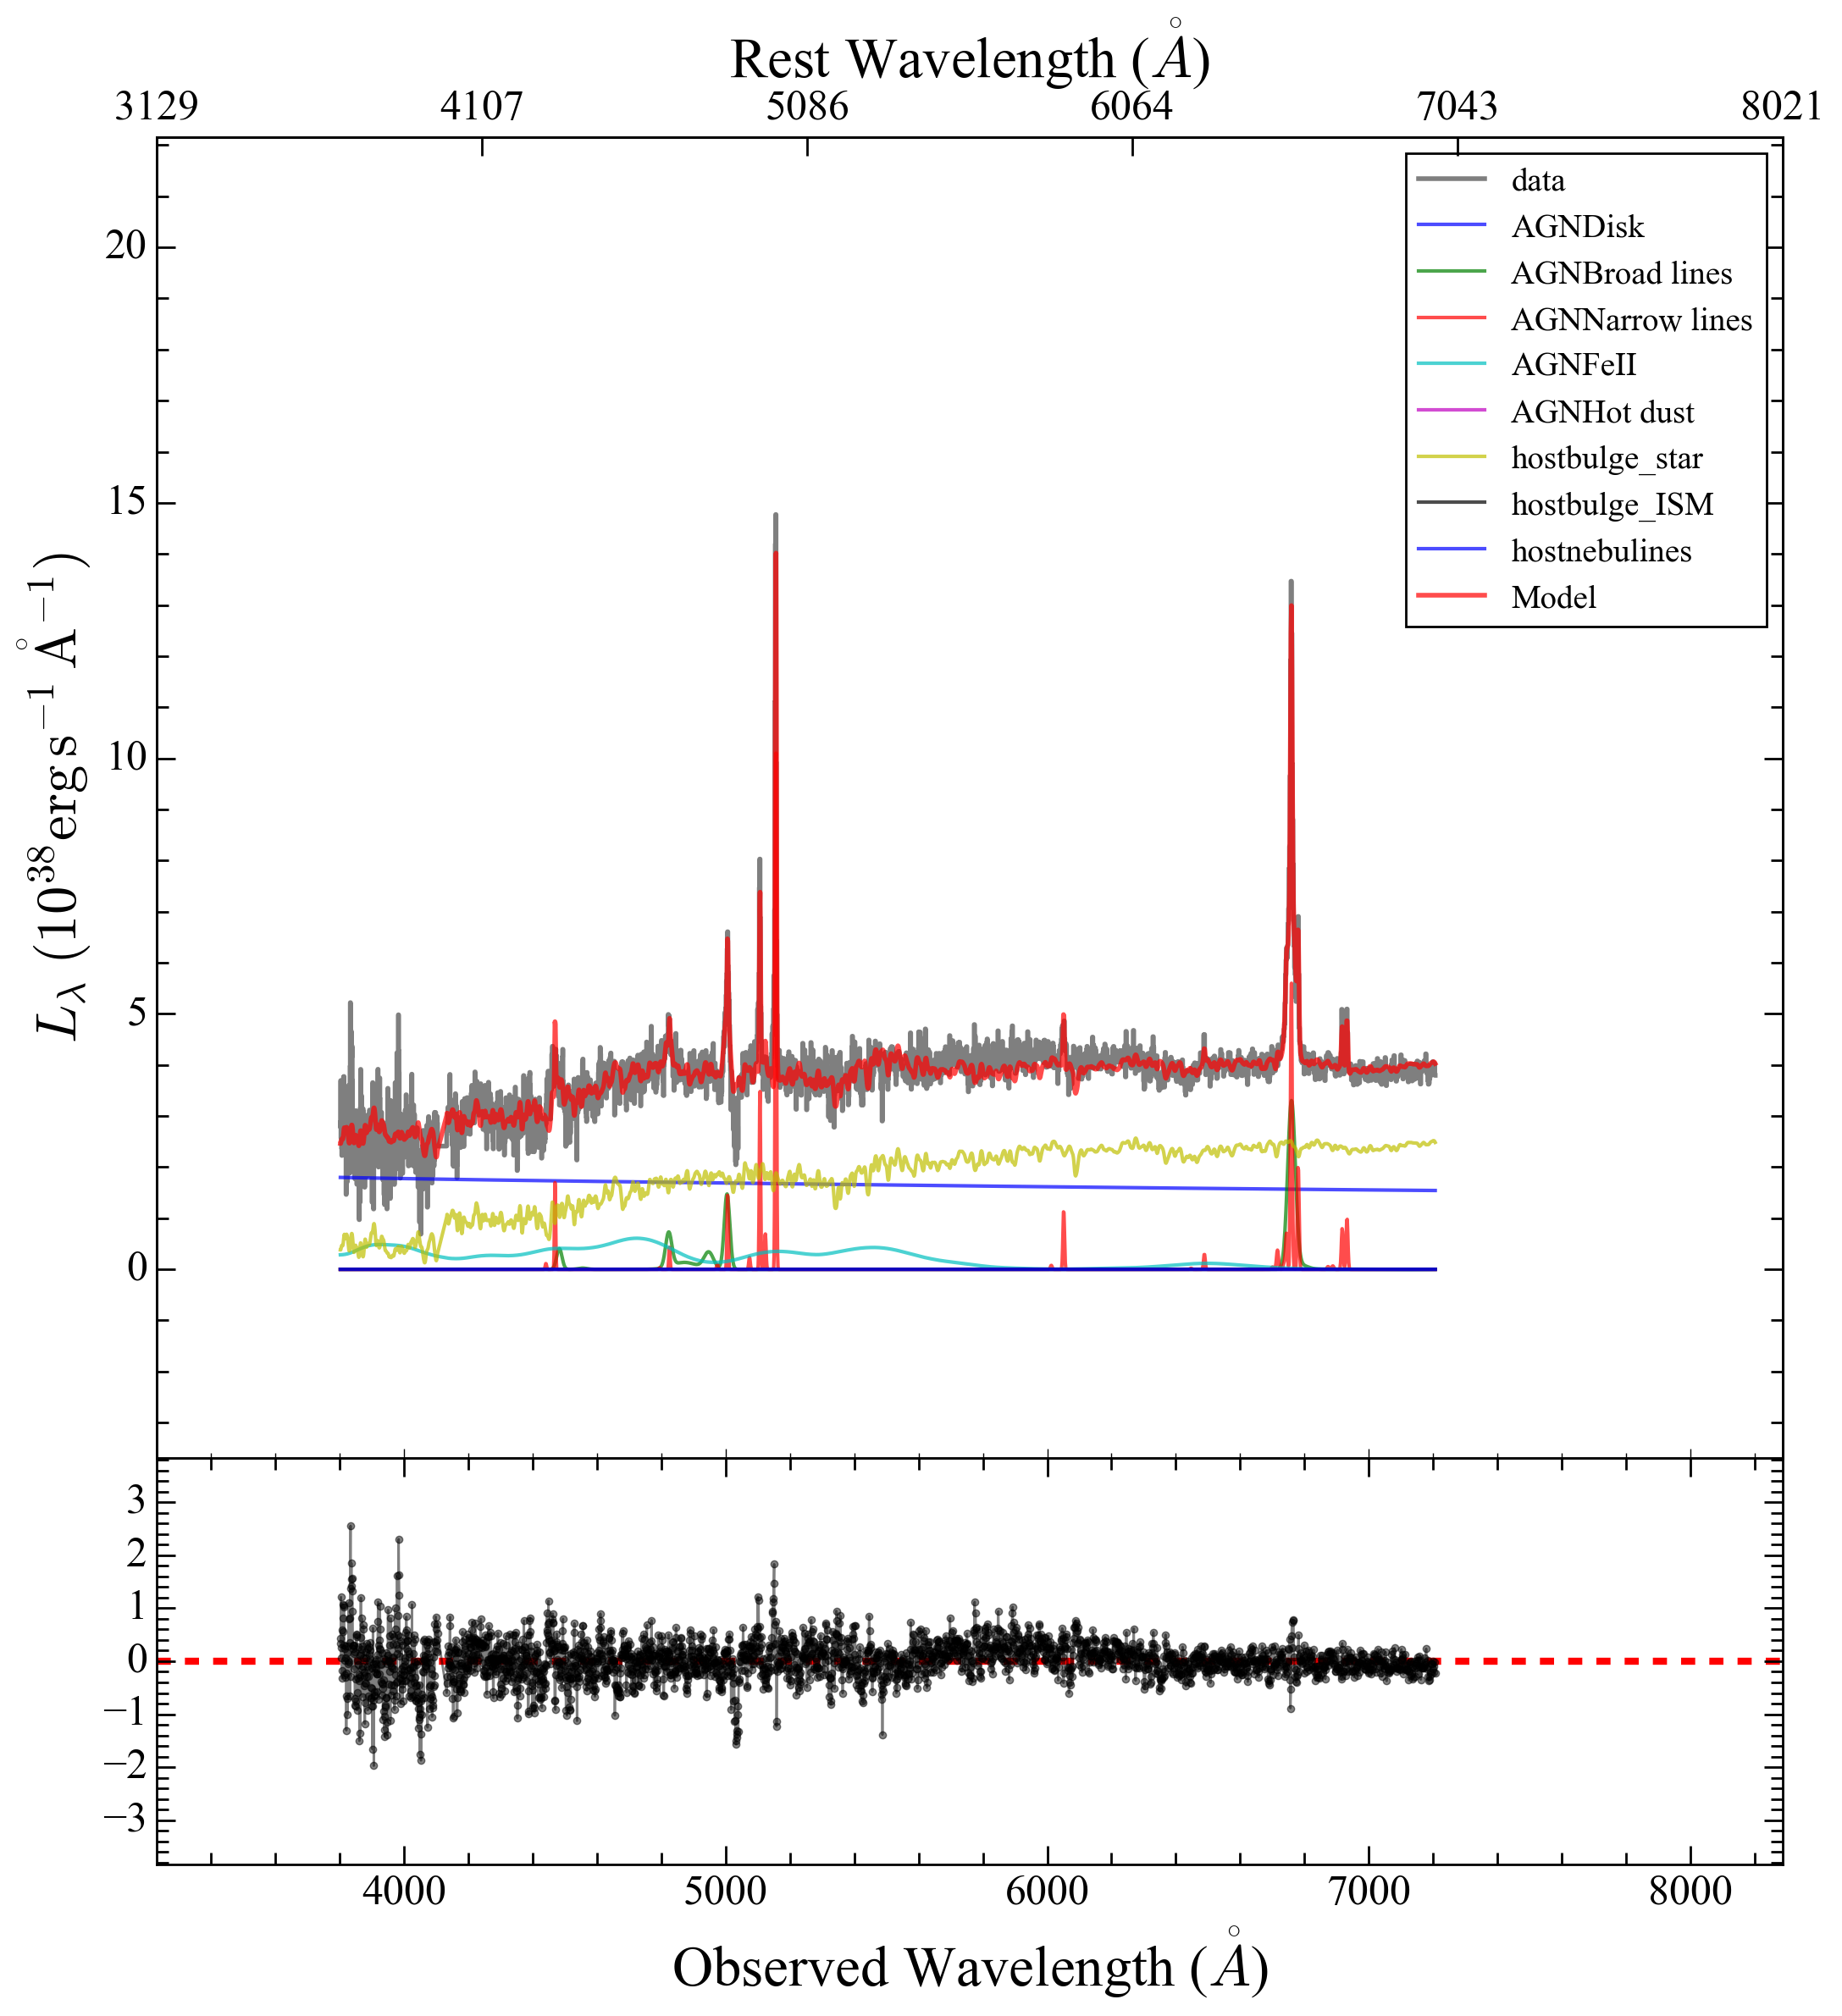 Rest Wavelength (Å)
3129 4107 5086 6064 7043 8021
data
AGNDisk
AGNBroad lines
AGNNarrow lines
AGNFeII
AGNHot dust
hostbulge_star
hostbulge_ISM
hostnebulines
Model
20
15
10
5
0
L_λ (10^38 erg s^−1 Å^−1)
3
2
1
0
−1
−2
−3
4000 5000 6000 7000 8000
Observed Wavelength (Å)